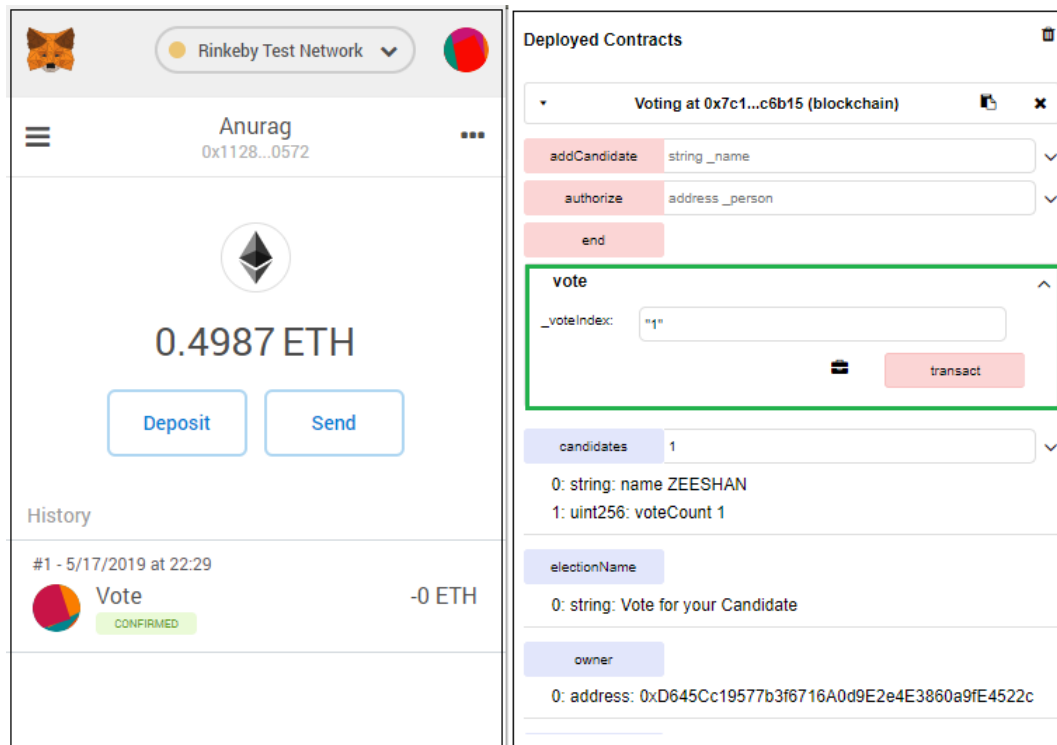 Rinkeby Test Network
Anurag
0x1128...0572
0.4987 ETH
Deposit
Send
History
#1 - 5/17/2019 at 22:29
Vote
-0 ETH
CONFIRMED
Deployed Contracts
Voting at 0x7c1...c6b15 (blockchain)
addCandidate
string _name
authorize
address _person
end
vote
_voteIndex:
"1"
transact
candidates
1
0: string: name ZEESHAN
1: uint256: voteCount 1
electionName
0: string: Vote for your Candidate
owner
0: address: 0xD645Cc19577b3f6716A0d9E2e4E3860a9fE4522c